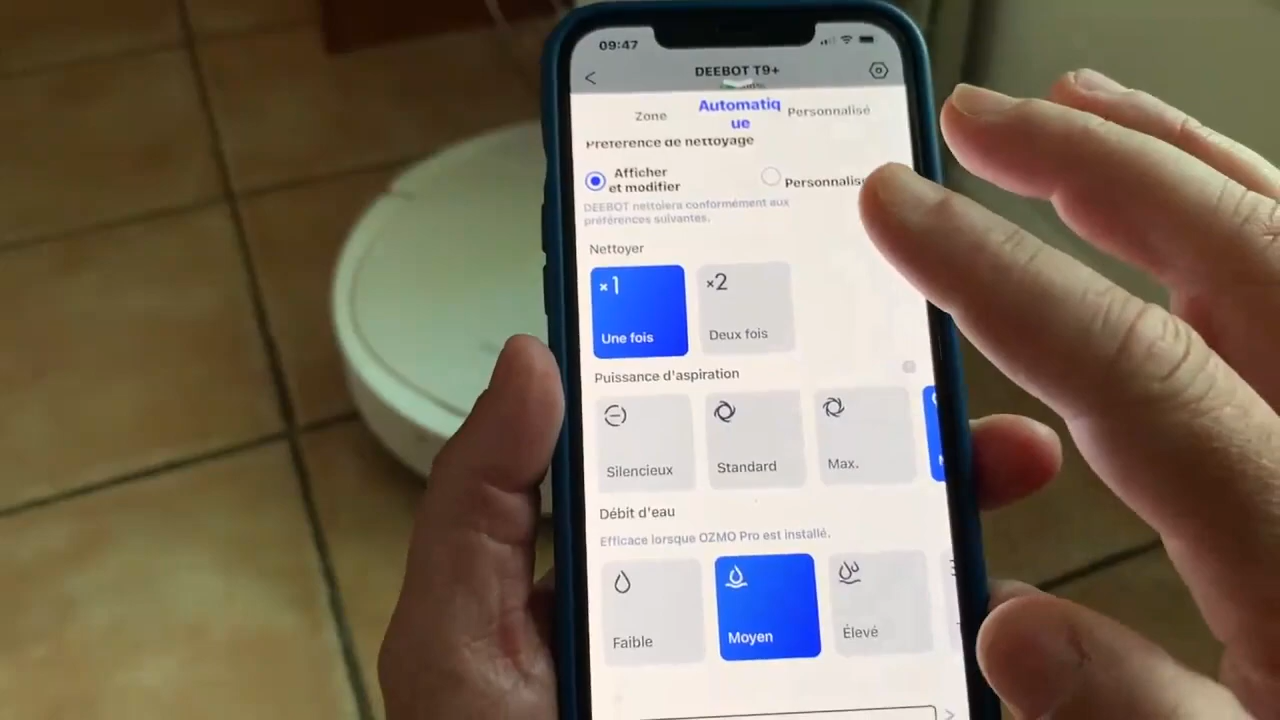 09:47
DEEBOT T9+
Zone
Automatiq
ue
Personnalisé
Préférence de nettoyage
Afficher
et modifier
Personnalisé
DEEBOT nettoiera conformément aux
préférences suivantes.
Nettoyer
×1
×2
Une fois
Deux fois
Puissance d'aspiration
Silencieux
Standard
Max.
Débit d'eau
Efficace lorsque OZMO Pro est installé.
Faible
Moyen
Élevé